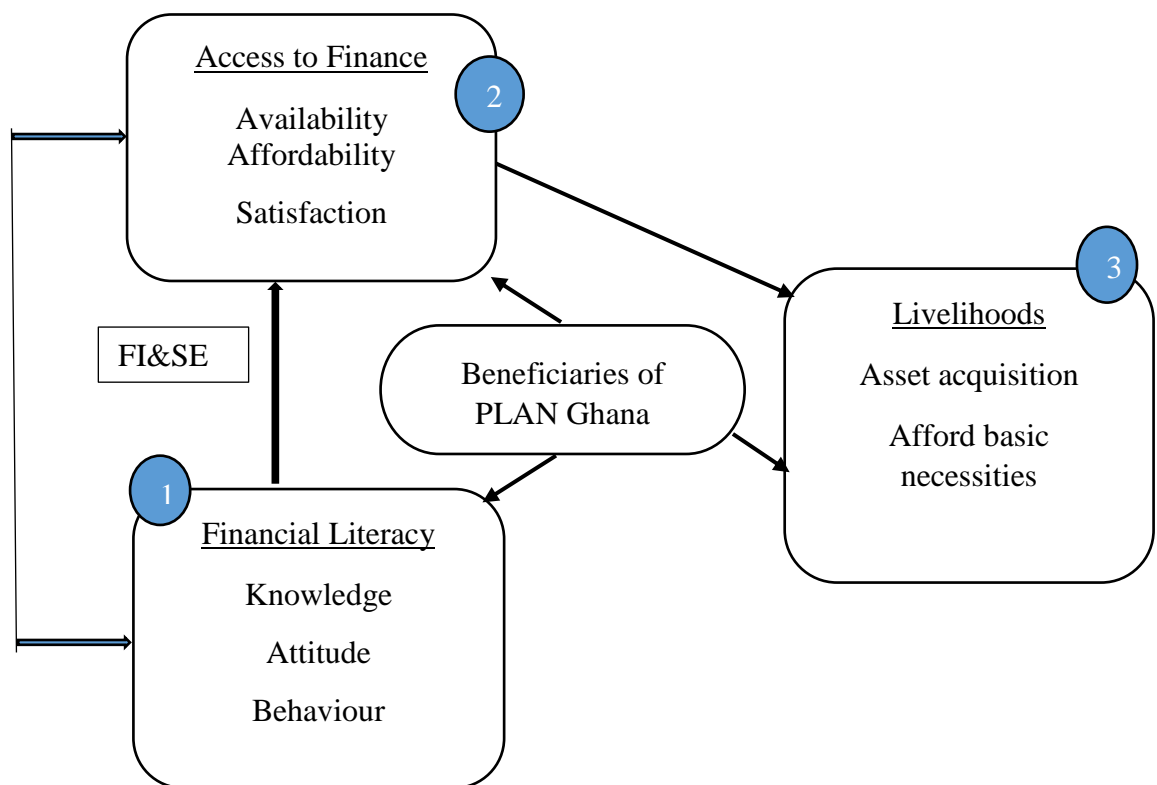 Access to Finance
2
Availability
Affordability
Satisfaction
3
Livelihoods
Asset acquisition
Afford basic
necessities
FI&SE
Beneficiaries of
PLAN Ghana
1
Financial Literacy
Knowledge
Attitude
Behaviour